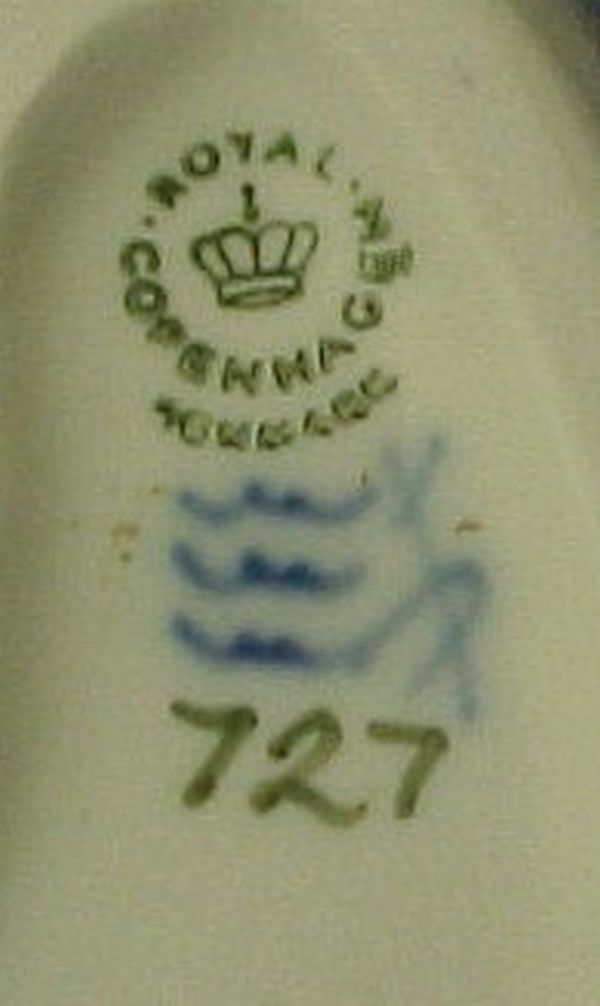 ROYAL
COPENHAGEN
DENMARK
727